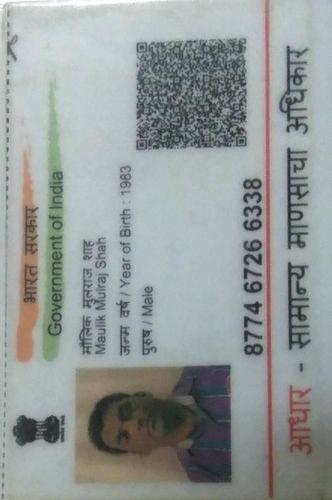 भारत सरकार
Government of India
मौलिक मूलराज शाह
Maulik Mulraj Shah
जन्म वर्ष / Year of Birth : 1983
पुरुष / Male
8774 6726 6338
आधार - सामान्य माणसाचा अधिकार